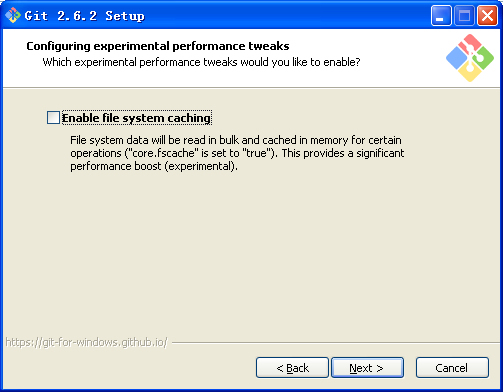 Git 2.6.2 Setup
Configuring experimental performance tweaks
Which experimental performance tweaks would you like to enable?
Enable file system caching
File system data will be read in bulk and cached in memory for certain
operations ("core.fscache" is set to "true"). This provides a significant
performance boost (experimental).
https://git-for-windows.github.io/
< Back
Next >
Cancel